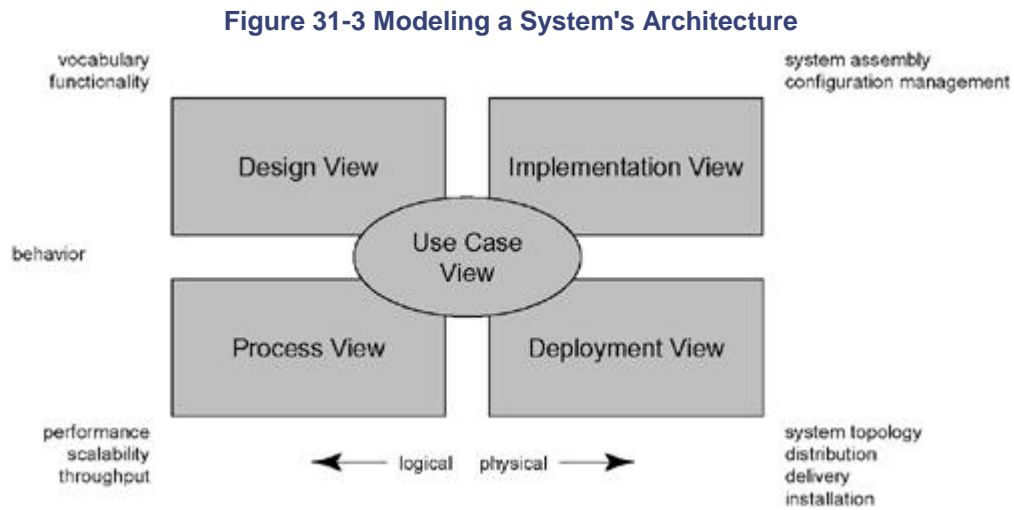 Figure 31-3 Modeling a System's Architecture
vocabulary
functionality
system assembly
configuration management
Design View
Implementation View
behavior
Use Case
View
Process View
Deployment View
performance
scalability
throughput
logical
physical
system topology
distribution
delivery
installation